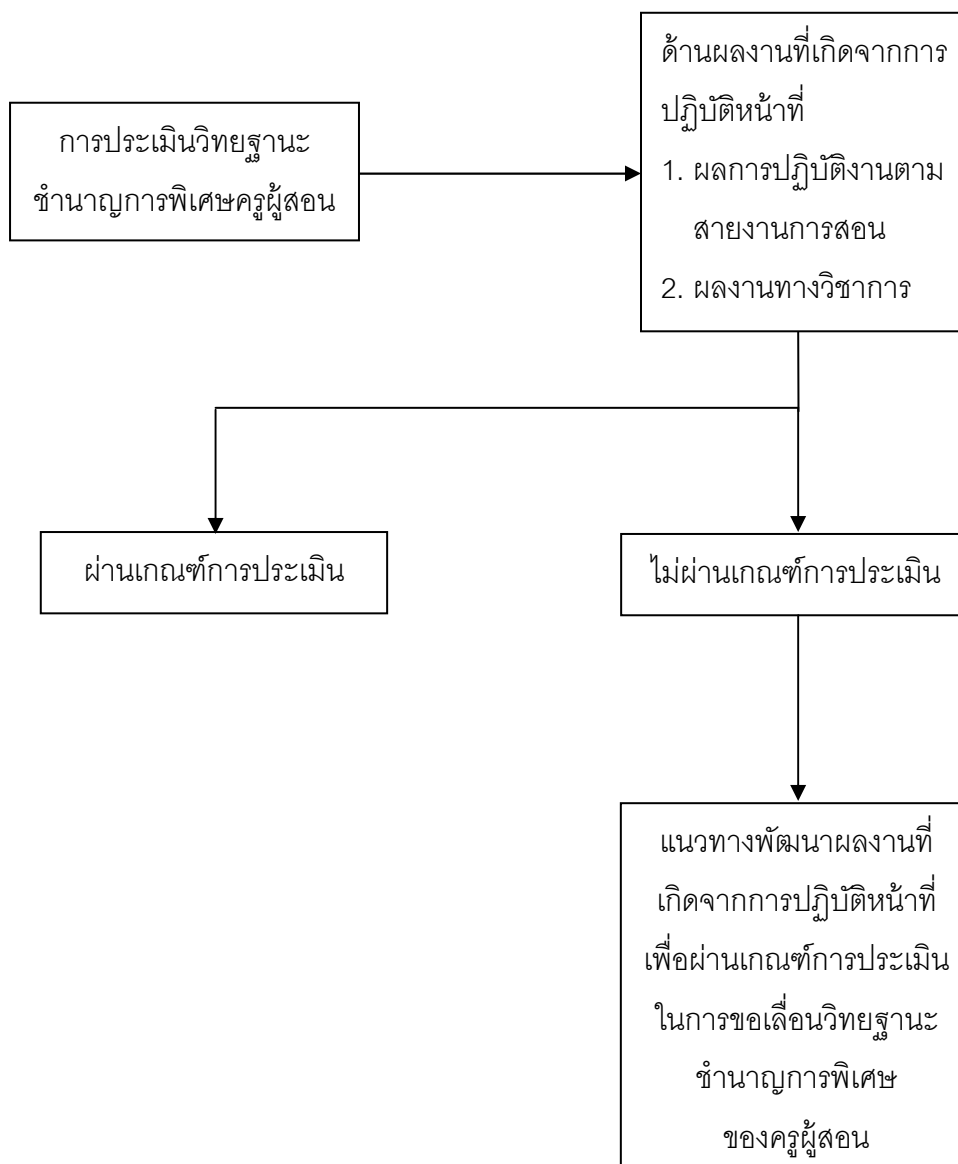 การประเมินวิทยฐานะ
ชำนาญการพิเศษครูผู้สอน
ด้านผลงานที่เกิดจากการ
ปฏิบัติหน้าที่
1. ผลการปฏิบัติงานตาม
สายงานการสอน
2. ผลงานทางวิชาการ
ผ่านเกณฑ์การประเมิน
ไม่ผ่านเกณฑ์การประเมิน
แนวทางพัฒนาผลงานที่
เกิดจากการปฏิบัติหน้าที่
เพื่อผ่านเกณฑ์การประเมิน
ในการขอเลื่อนวิทยฐานะ
ชำนาญการพิเศษ
ของครูผู้สอน